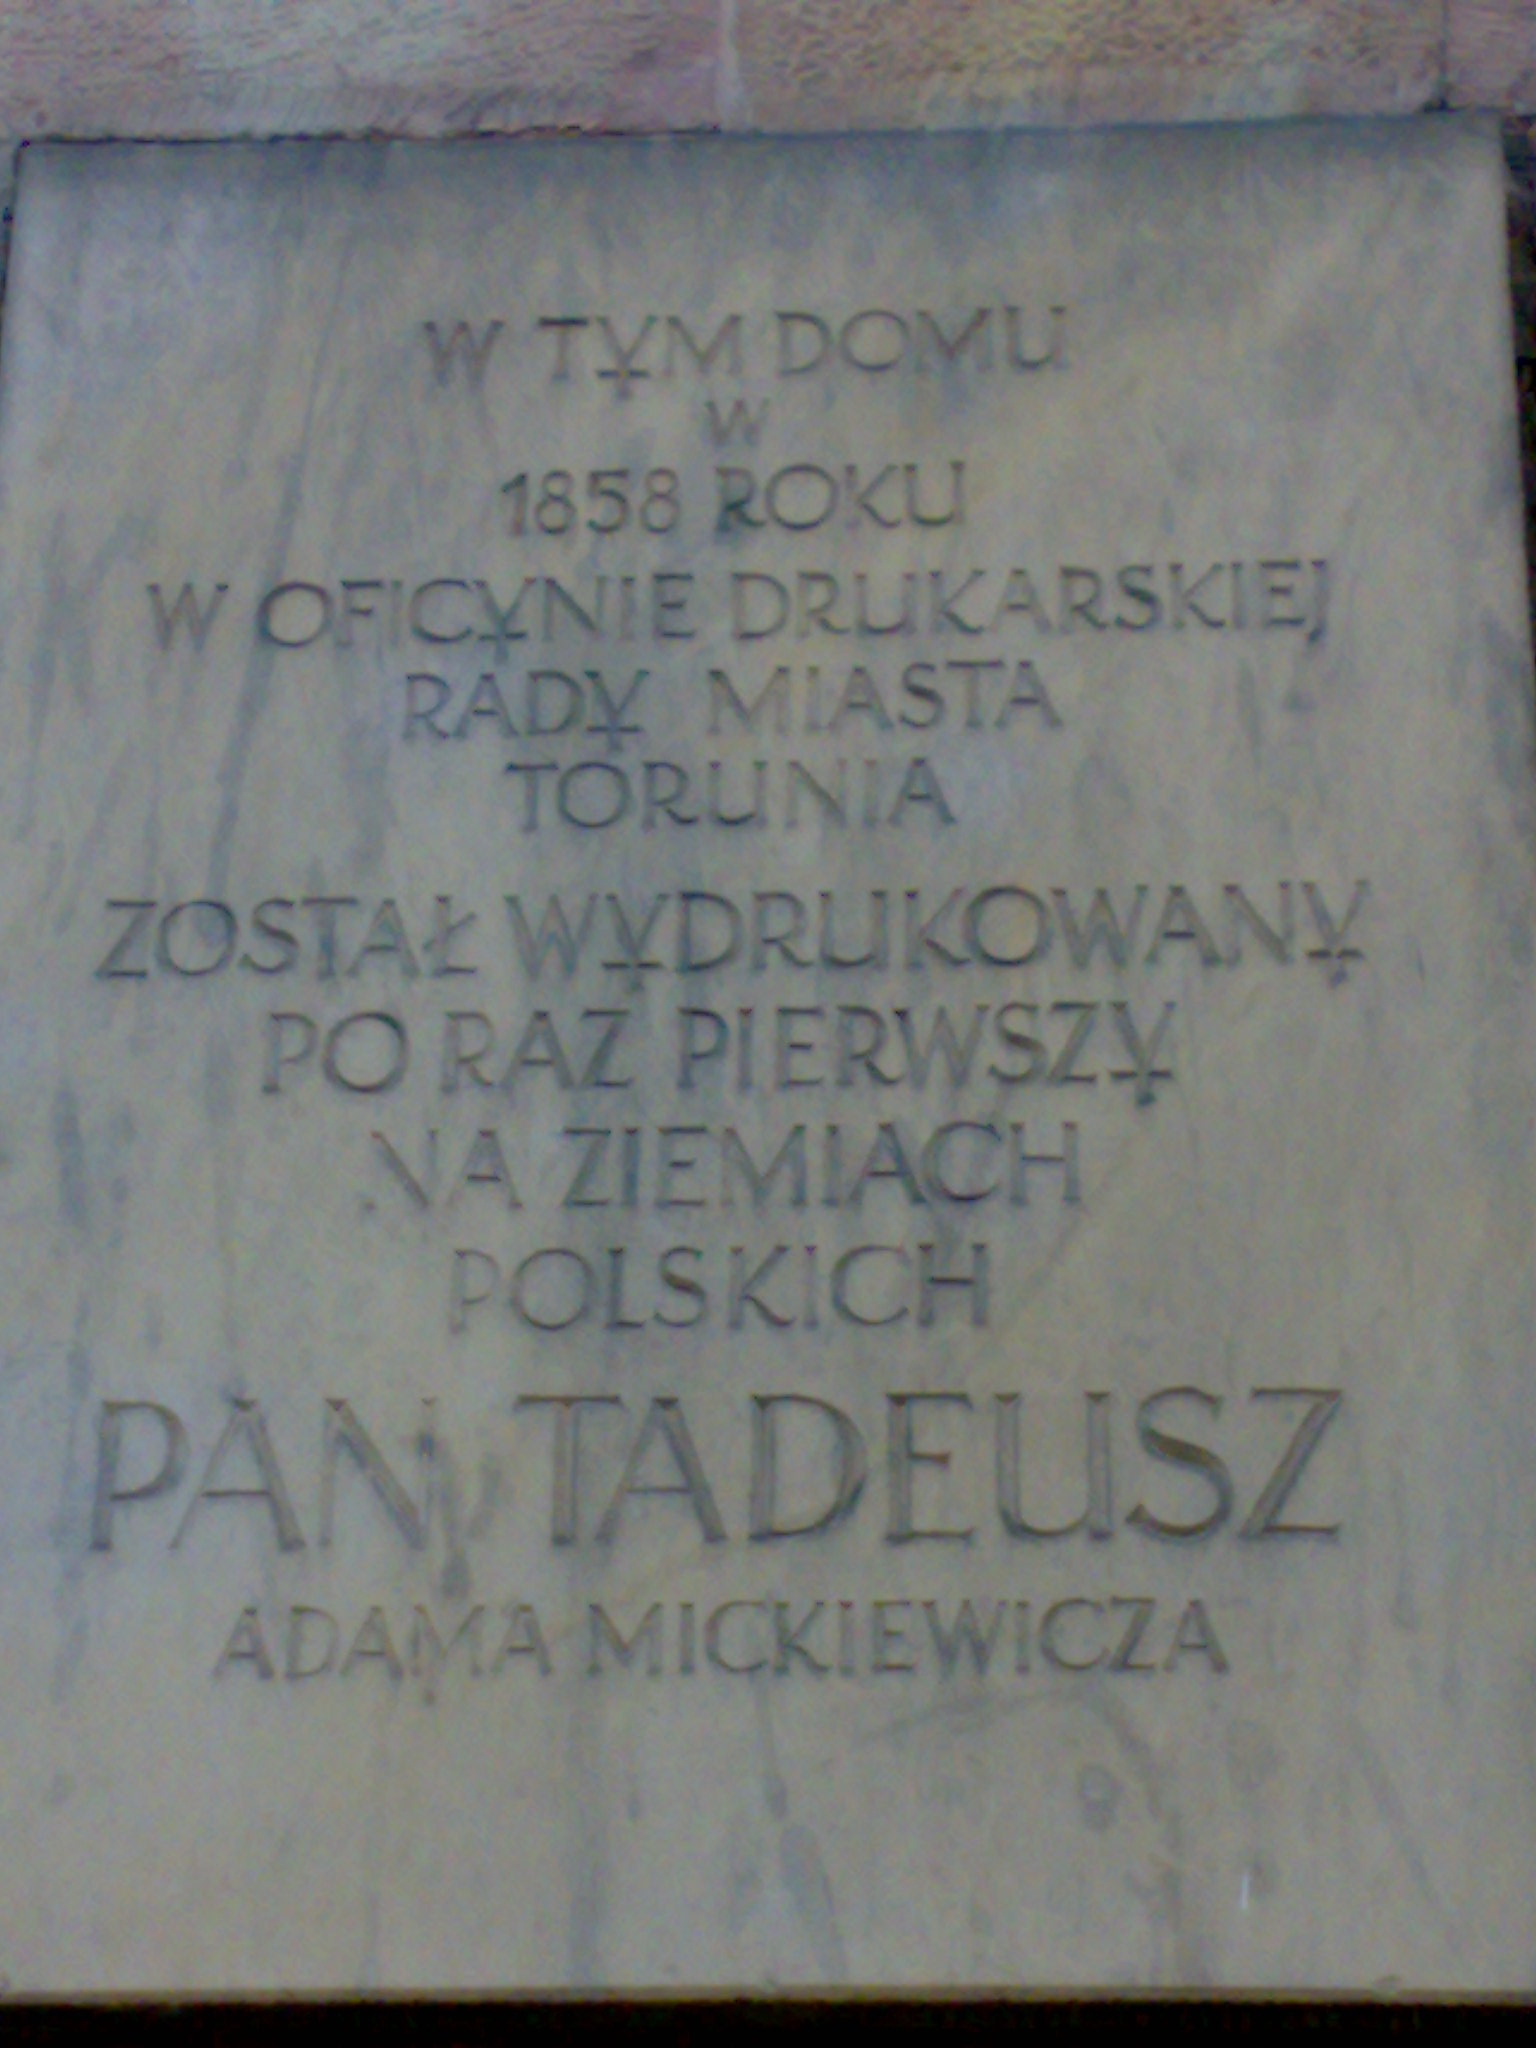 W TYM DOMU
W
1858 ROKU
W OFICYNIE DRUKARSKIEJ
RADY MIASTA
TORUNIA
ZOSTAŁ WYDRUKOWANY
PO RAZ PIERWSZY
NA ZIEMIACH
POLSKICH
PAN TADEUSZ
ADAMA MICKIEWICZA